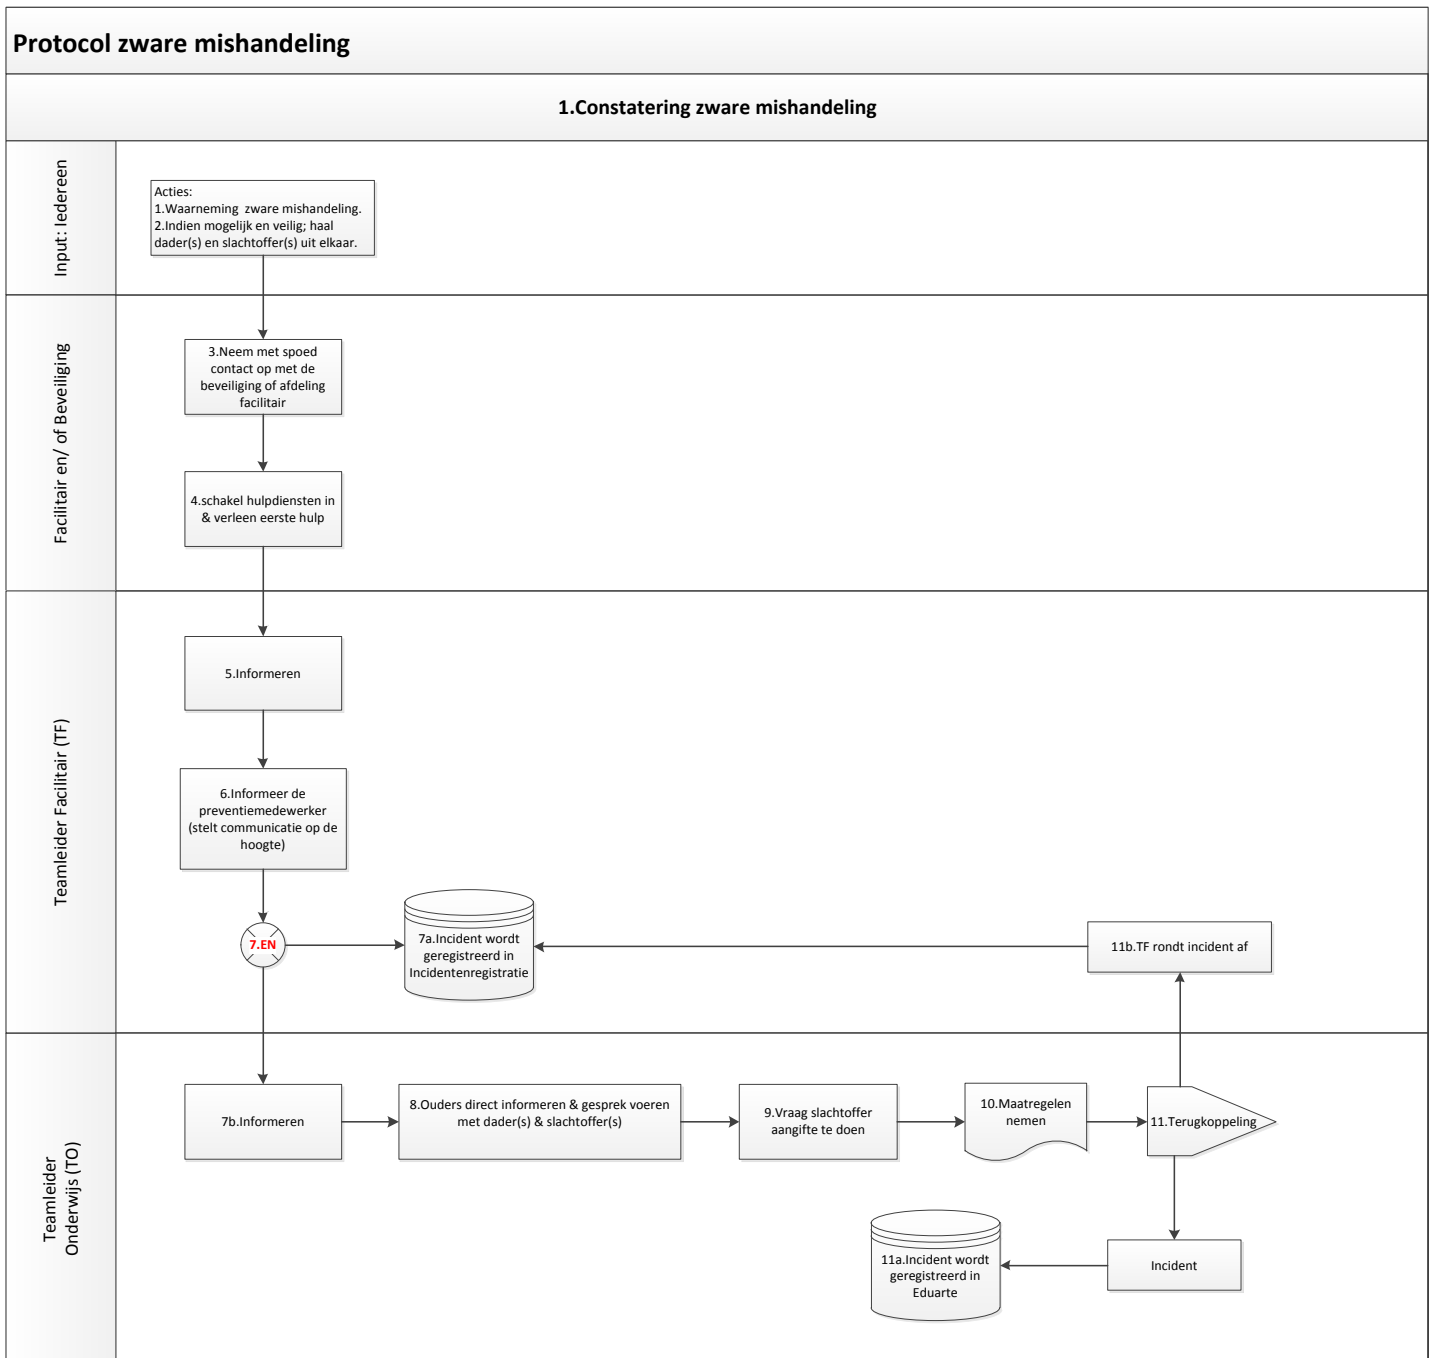 Protocol zware mishandeling
1.Constatering zware mishandeling
Input: Iedereen
Acties:
1.Waarneming zware mishandeling.
2.Indien mogelijk en veilig; haal
dader(s) en slachtoffer(s) uit elkaar.
Facilitair en/ of Beveiliging
3.Neem met spoed
contact op met de
beveiliging of afdeling
facilitair
4.schakel hulpdiensten in
& verleen eerste hulp
Teamleider Facilitair (TF)
5.Informeren
6.Informeer de
preventiemedewerker
(stelt communicatie op de
hoogte)
7.EN
7a.Incident wordt
geregistreerd in
Incidentenregistratie
11b.TF rondt incident af
Teamleider
Onderwijs (TO)
7b.Informeren
8.Ouders direct informeren & gesprek voeren
met dader(s) & slachtoffer(s)
9.Vraag slachtoffer
aangifte te doen
10.Maatregelen
nemen
11.Terugkoppeling
11a.Incident wordt
geregistreerd in
Eduarte
Incident